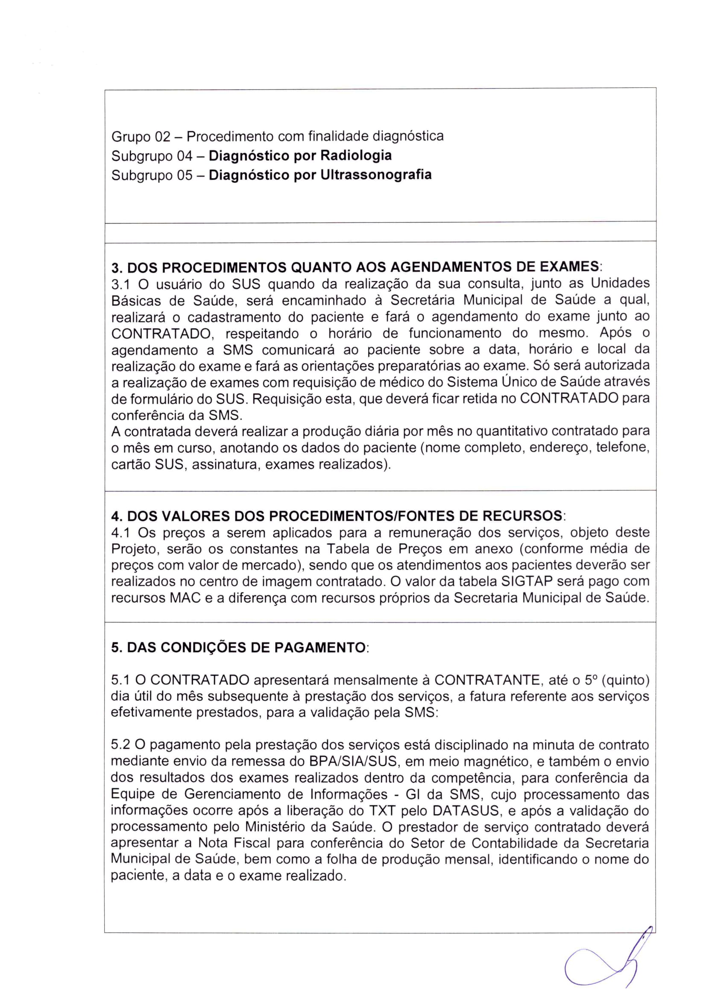 Grupo 02 – Procedimento com finalidade diagnóstica
Subgrupo 04 – Diagnóstico por Radiologia
Subgrupo 05 – Diagnóstico por Ultrassonografia
3. DOS PROCEDIMENTOS QUANTO AOS AGENDAMENTOS DE EXAMES:
3.1 O usuário do SUS quando da realização da sua consulta, junto as Unidades
Básicas de Saúde, será encaminhado à Secretária Municipal de Saúde a qual,
realizará o cadastramento do paciente e fará o agendamento do exame junto ao
CONTRATADO, respeitando o horário de funcionamento do mesmo. Após o
agendamento a SMS comunicará ao paciente sobre a data, horário e local da
realização do exame e fará as orientações preparatórias ao exame. Só será autorizada
a realização de exames com requisição de médico do Sistema Único de Saúde através
de formulário do SUS. Requisição esta, que deverá ficar retida no CONTRATADO para
conferência da SMS.
A contratada deverá realizar a produção diária por mês no quantitativo contratado para
o mês em curso, anotando os dados do paciente (nome completo, endereço, telefone,
cartão SUS, assinatura, exames realizados).
4. DOS VALORES DOS PROCEDIMENTOS/FONTES DE RECURSOS:
4.1 Os preços a serem aplicados para a remuneração dos serviços, objeto deste
Projeto, serão os constantes na Tabela de Preços em anexo (conforme média de
preços com valor de mercado), sendo que os atendimentos aos pacientes deverão ser
realizados no centro de imagem contratado. O valor da tabela SIGTAP será pago com
recursos MAC e a diferença com recursos próprios da Secretaria Municipal de Saúde.
5. DAS CONDIÇÕES DE PAGAMENTO:
5.1 O CONTRATADO apresentará mensalmente à CONTRATANTE, até o 5º (quinto)
dia útil do mês subsequente à prestação dos serviços, a fatura referente aos serviços
efetivamente prestados, para a validação pela SMS:
5.2 O pagamento pela prestação dos serviços está disciplinado na minuta de contrato
mediante envio da remessa do BPA/SIA/SUS, em meio magnético, e também o envio
dos resultados dos exames realizados dentro da competência, para conferência da
Equipe de Gerenciamento de Informações - GI da SMS, cujo processamento das
informações ocorre após a liberação do TXT pelo DATASUS, e após a validação do
processamento pelo Ministério da Saúde. O prestador de serviço contratado deverá
apresentar a Nota Fiscal para conferência do Setor de Contabilidade da Secretaria
Municipal de Saúde, bem como a folha de produção mensal, identificando o nome do
paciente, a data e o exame realizado.